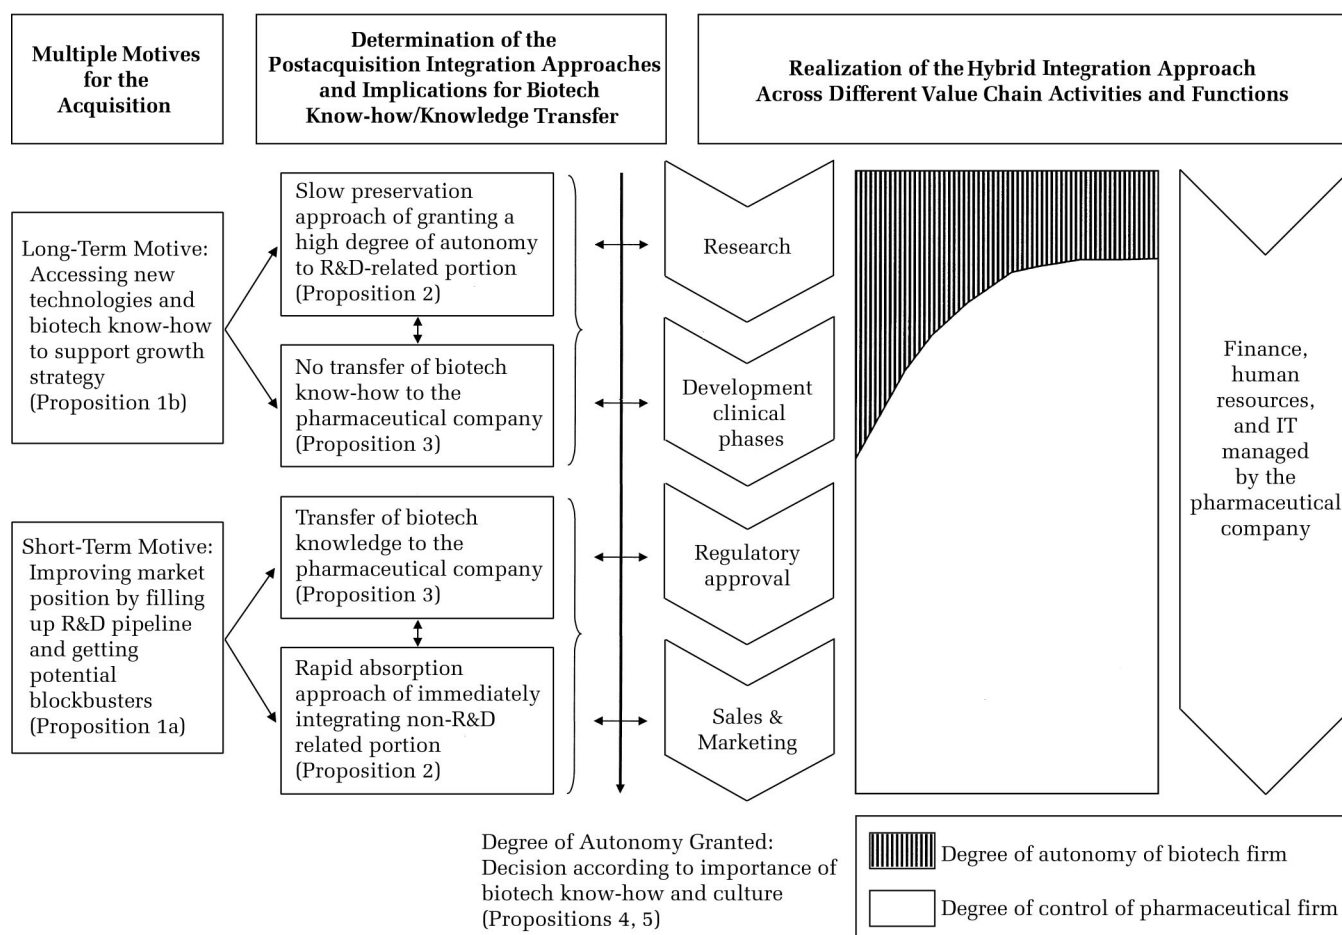 Multiple Motives
for the
Acquisition
Determination of the
Postacquisition Integration Approaches
and Implications for Biotech
Know-how/Knowledge Transfer
Realization of the Hybrid Integration Approach
Across Different Value Chain Activities and Functions
Long-Term Motive:
Accessing new
technologies and
biotech know-how
to support growth
strategy
(Proposition 1b)
Short-Term Motive:
Improving market
position by filling
up R&D pipeline
and getting
potential
blockbusters
(Proposition 1a)
Slow preservation
approach of granting a
high degree of autonomy
to R&D-related portion
(Proposition 2)
No transfer of biotech
know-how to the
pharmaceutical company
(Proposition 3)
Transfer of biotech
knowledge to the
pharmaceutical company
(Proposition 3)
Rapid absorption
approach of immediately
integrating non-R&D
related portion
(Proposition 2)
Research
Development
clinical
phases
Regulatory
approval
Sales &
Marketing
Finance,
human
resources,
and IT
managed
by the
pharmaceutical
company
Degree of Autonomy Granted:
Decision according to importance of
biotech know-how and culture
(Propositions 4, 5)
Degree of autonomy of biotech firm
Degree of control of pharmaceutical firm